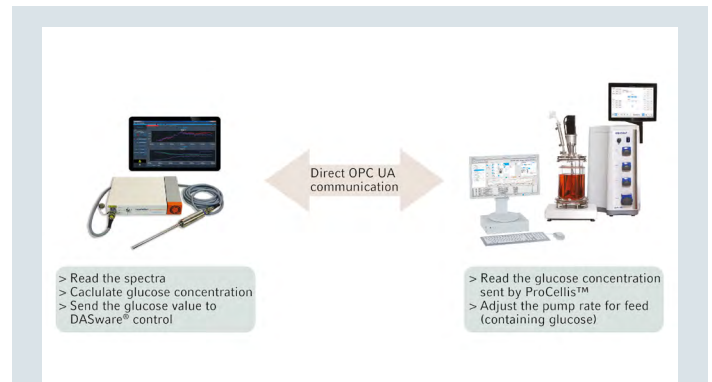 Direct OPC UA
communication
> Read the spectra
> Caclulate glucose concentration
> Send the glucose value to
DASware® control
> Read the glucose concentration
sent by ProCellis™
> Adjust the pump rate for feed
(containing glucose)